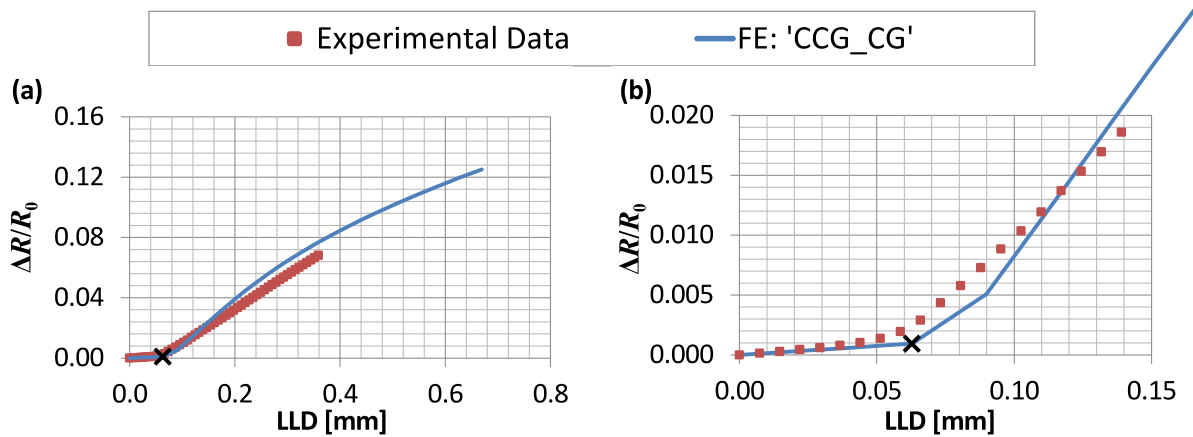 Experimental Data FE: 'CCG_CG'
(a)
0.16
0.12
0.08
0.04
0.00
ΔR/R0
0.0 0.2 0.4 0.6 0.8
LLD [mm]
(b)
0.020
0.015
0.010
0.005
0.000
ΔR/R0
0.00 0.05 0.10 0.15
LLD [mm]